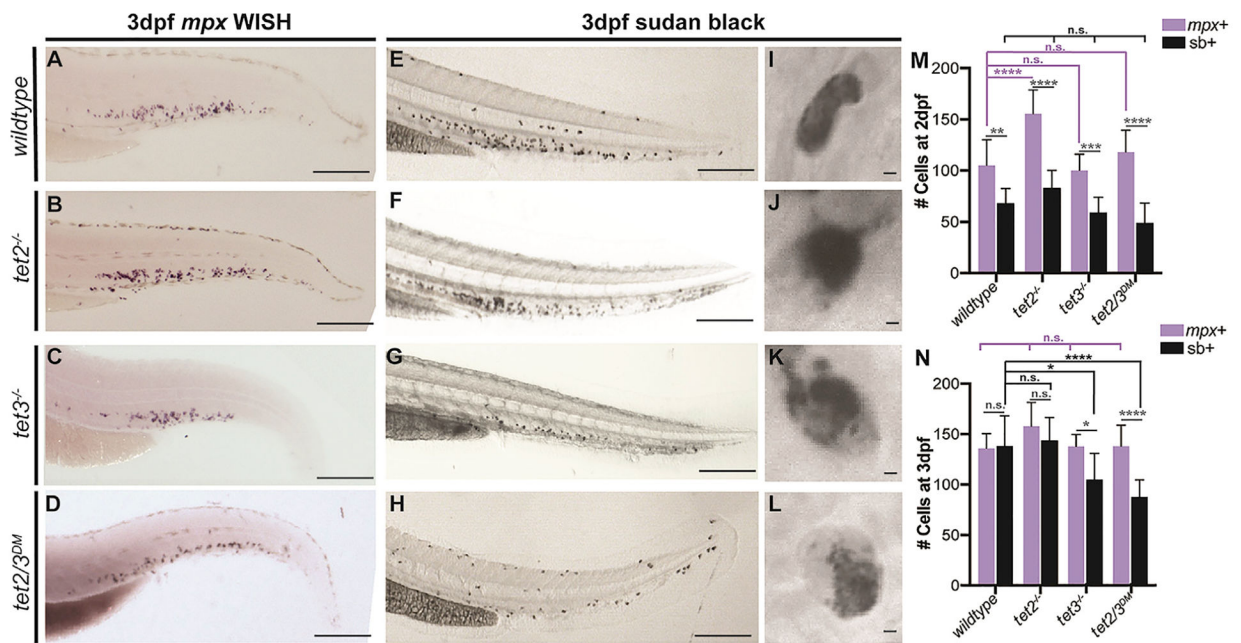 3dpf mpx WISH
3dpf sudan black
wildtype
tet2-/-
tet3-/-
tet2/3DM
A
B
C
D
E
F
G
H
I
J
K
L
M
mpx+
sb+
n.s.
n.s.
n.s.
****
****
**
***
****
# Cells at 2dpf
200
150
100
50
0
wildtype
tet2-/-
tet3-/-
tet2/3DM
N
mpx+
sb+
n.s.
****
*
n.s.
n.s.
n.s.
*
****
# Cells at 3dpf
200
150
100
50
0
wildtype
tet2-/-
tet3-/-
tet2/3DM